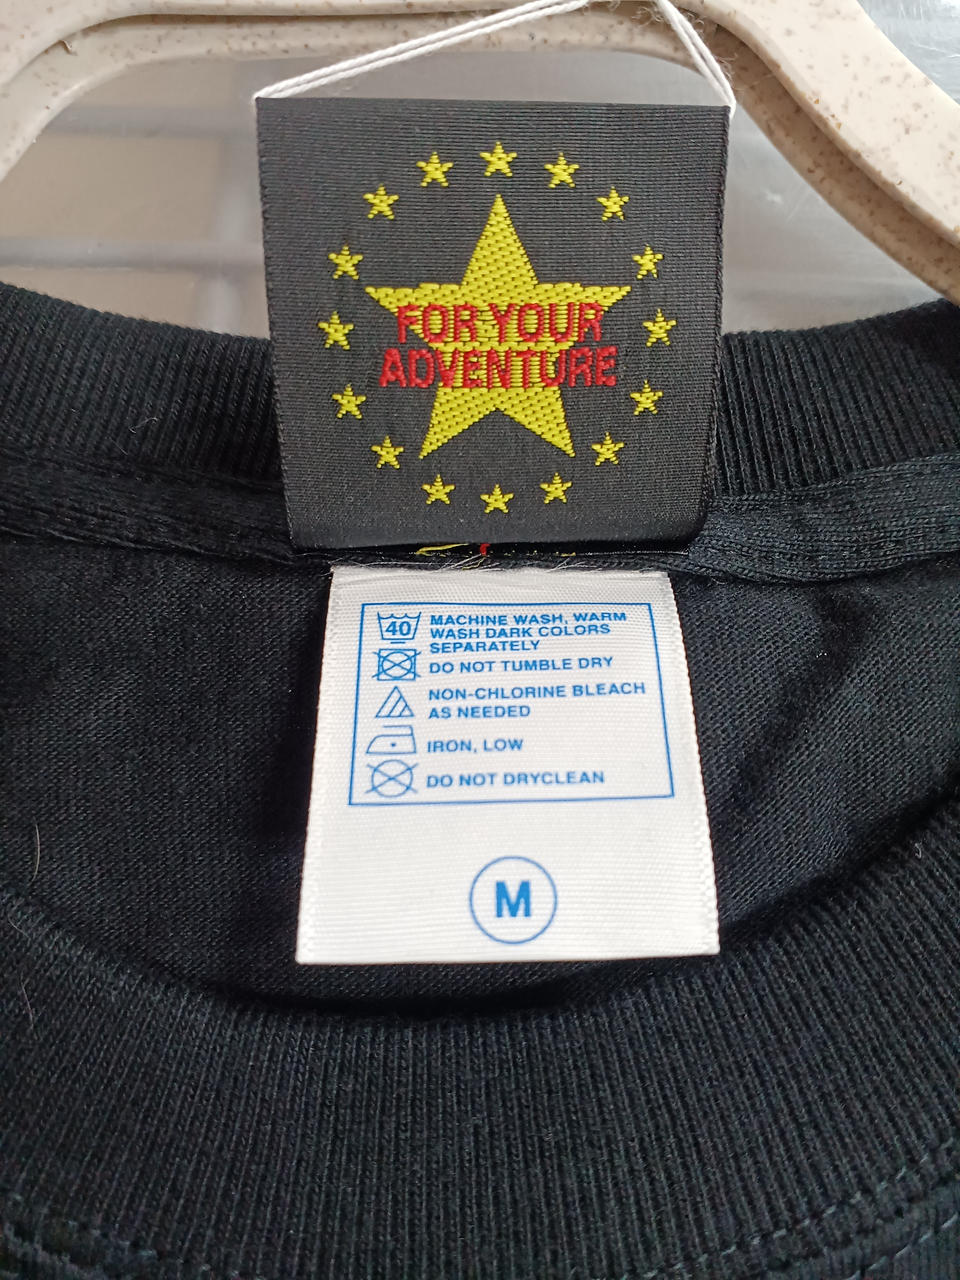 FOR YOUR
ADVENTURE
40
MACHINE WASH, WARM
WASH DARK COLORS
SEPARATELY
DO NOT TUMBLE DRY
NON-CHLORINE BLEACH
AS NEEDED
IRON, LOW
DO NOT DRYCLEAN
M